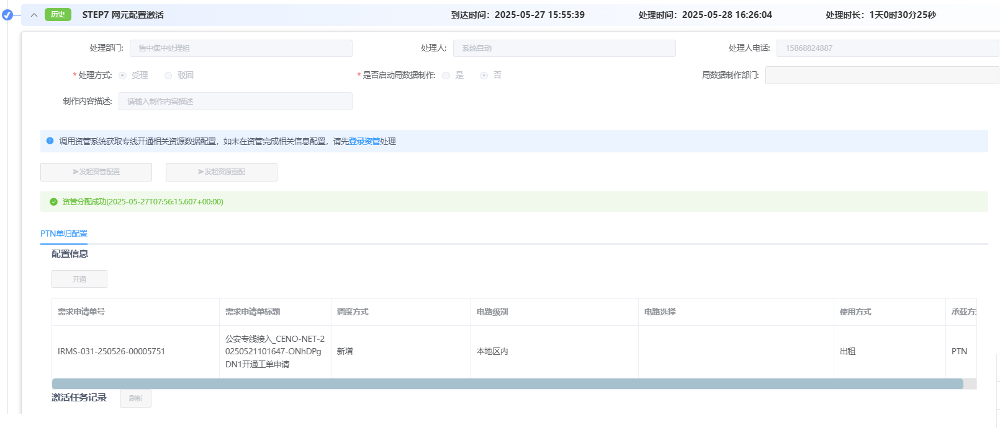 历史 STEP7 网元配置激活 到达时间：2025-05-27 15:55:39 处理时间：2025-05-28 16:26:04 处理时长：1天0时30分25秒
处理部门: 售中集中处理组 处理人: 系统自动 处理人电话: 15868824887
* 处理方式: 受理 驳回 * 是否启动局数据制作: 是 否 局数据制作部门:
制作内容描述: 请输入制作内容描述
调用资管系统获取专线开通相关资源数据配置，如未在资管完成相关信息配置，请先登录资管处理
发起资管配置 发起资源重配
资管分配成功(2025-05-27T07:56:15.607+00:00)
PTN单归配置
配置信息
开通
需求申请单号 需求申请单标题 调度方式 电路级别 电路选择 使用方式 承载方
公安专线接入_CENO-NET-2
IRMS-031-250526-00005751 0250521101647-ONhDPg 新增 本地区内 出租 PTN
DN1开通工单申请
激活任务记录 刷新